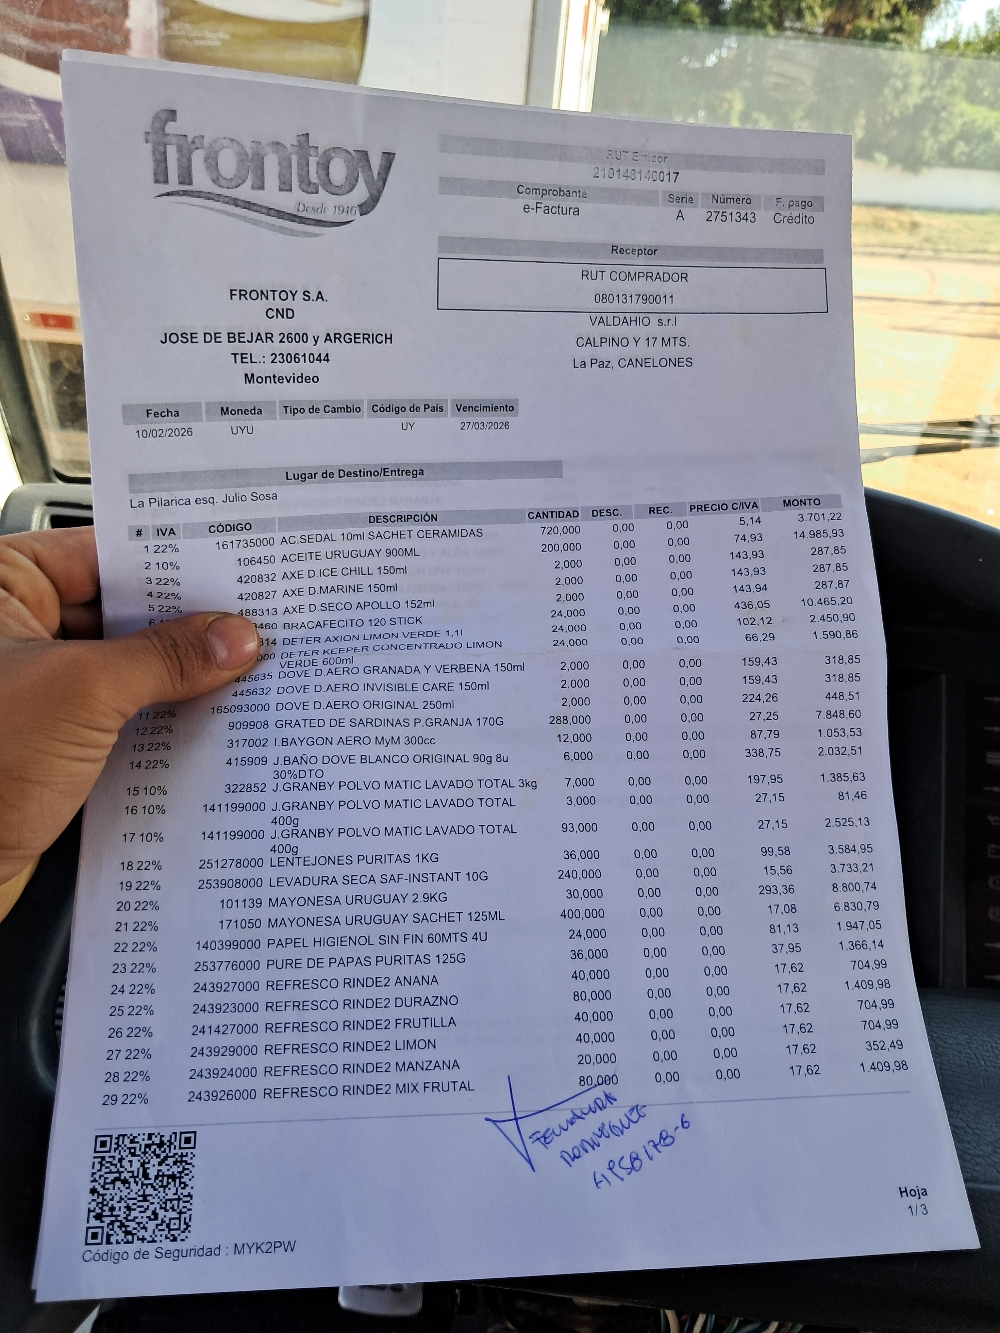 frontoy
Desde 1946
RUT Emisor
210146140017
Comprobante Serie Número F. pago
e-Factura A 2751343 Crédito
Receptor
RUT COMPRADOR
080131790011
VALDAHIO s.r.l
CALPINO Y 17 MTS.
La Paz, CANELONES
FRONTOY S.A.
CND
JOSE DE BEJAR 2600 y ARGERICH
TEL.: 23061044
Montevideo
Fecha Moneda Tipo de Cambio Código de País Vencimiento
10/02/2026 UYU UY 27/03/2026
Lugar de Destino/Entrega
La Pilarica esq. Julio Sosa
# IVA CÓDIGO DESCRIPCIÓN CANTIDAD DESC. REC. PRECIO C/IVA MONTO
1 22% 161735000 AC.SEDAL 10ml SACHET CERAMIDAS 720,000 0,00 0,00 5,14 3.701,22
2 10% 106450 ACEITE URUGUAY 900ML 200,000 0,00 0,00 74,93 14.985,93
3 22% 420832 AXE D.ICE CHILL 150ml 2,000 0,00 0,00 143,93 287,85
4 22% 420827 AXE D.MARINE 150ml 2,000 0,00 0,00 143,93 287,85
5 22% 488313 AXE D.SECO APOLLO 152ml 2,000 0,00 0,00 143,94 287,87
BRACAFECITO 120 STICK 24,000 0,00 0,00 436,05 10.465,20
DETER AXION LIMON VERDE 1.1l 24,000 0,00 0,00 102,12 2.450,90
DETER KEEPER CONCENTRADO LIMON 24,000 0,00 0,00 66,29 1.590,86
VERDE 600ml
445635 DOVE D.AERO GRANADA Y VERBENA 150ml 2,000 0,00 0,00 159,43 318,85
445632 DOVE D.AERO INVISIBLE CARE 150ml 2,000 0,00 0,00 159,43 318,85
11 22% 165093000 DOVE D.AERO ORIGINAL 250ml 2,000 0,00 0,00 224,26 448,51
12 22% 909908 GRATED DE SARDINAS P.GRANJA 170G 288,000 0,00 0,00 27,25 7.848,60
13 22% 317002 I.BAYGON AERO MyM 300cc 12,000 0,00 0,00 87,79 1.053,53
14 22% 415909 J.BAÑO DOVE BLANCO ORIGINAL 90g 8u 6,000 0,00 0,00 338,75 2.032,51
30%DTO
15 10% 322852 J.GRANBY POLVO MATIC LAVADO TOTAL 3kg 7,000 0,00 0,00 197,95 1.385,63
16 10% 141199000 J.GRANBY POLVO MATIC LAVADO TOTAL 3,000 0,00 0,00 27,15 81,46
400g
17 10% 141199000 J.GRANBY POLVO MATIC LAVADO TOTAL 93,000 0,00 0,00 27,15 2.525,13
400g
18 22% 251278000 LENTEJONES PURITAS 1KG 36,000 0,00 0,00 99,58 3.584,95
19 22% 253908000 LEVADURA SECA SAF-INSTANT 10G 240,000 0,00 0,00 15,56 3.733,21
20 22% 101139 MAYONESA URUGUAY 2.9KG 30,000 0,00 0,00 293,36 8.800,74
21 22% 171050 MAYONESA URUGUAY SACHET 125ML 400,000 0,00 0,00 17,08 6.830,79
22 22% 140399000 PAPEL HIGIENOL SIN FIN 60MTS 4U 24,000 0,00 0,00 81,13 1.947,05
23 22% 253776000 PURE DE PAPAS PURITAS 125G 36,000 0,00 0,00 37,95 1.366,14
24 22% 243927000 REFRESCO RINDE2 ANANA 40,000 0,00 0,00 17,62 704,99
25 22% 243923000 REFRESCO RINDE2 DURAZNO 80,000 0,00 0,00 17,62 1.409,98
26 22% 241427000 REFRESCO RINDE2 FRUTILLA 40,000 0,00 0,00 17,62 704,99
27 22% 243929000 REFRESCO RINDE2 LIMON 40,000 0,00 0,00 17,62 704,99
28 22% 243924000 REFRESCO RINDE2 MANZANA 20,000 0,00 0,00 17,62 352,49
29 22% 243926000 REFRESCO RINDE2 MIX FRUTAL 80,000 0,00 0,00 17,62 1.409,98
Hoja
1/3
Código de Seguridad : MYK2PW